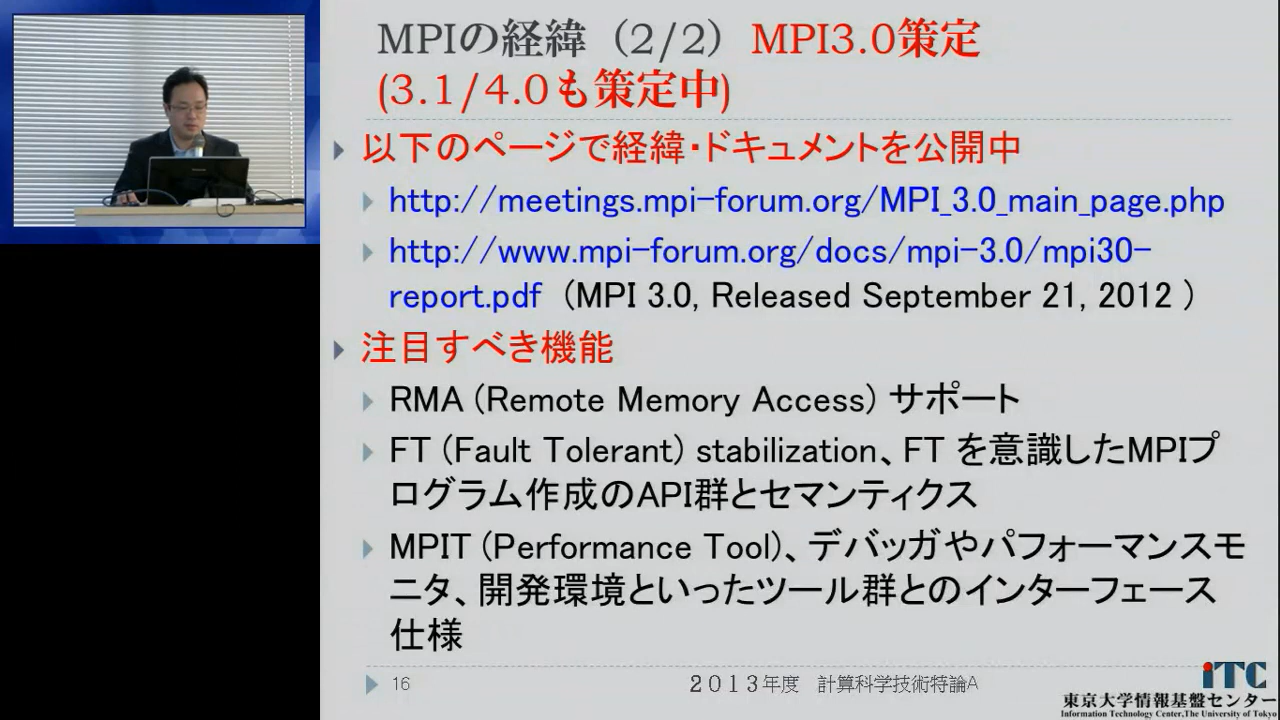 MPIの経緯（2/2）MPI3.0策定
(3.1/4.0も策定中)
以下のページで経緯・ドキュメントを公開中
http://meetings.mpi-forum.org/MPI_3.0_main_page.php
http://www.mpi-forum.org/docs/mpi-3.0/mpi30-
report.pdf （MPI 3.0, Released September 21, 2012 ）
注目すべき機能
RMA (Remote Memory Access) サポート
FT (Fault Tolerant) stabilization、FT を意識したMPIプ
ログラム作成のAPI群とセマンティクス
MPIT (Performance Tool)、デバッガやパフォーマンスモ
ニタ、開発環境といったツール群とのインターフェース
仕様
16
２０１３年度 計算科学技術特論A
iTC
東京大学情報基盤センター
Information Technology Center,The University of Tokyo